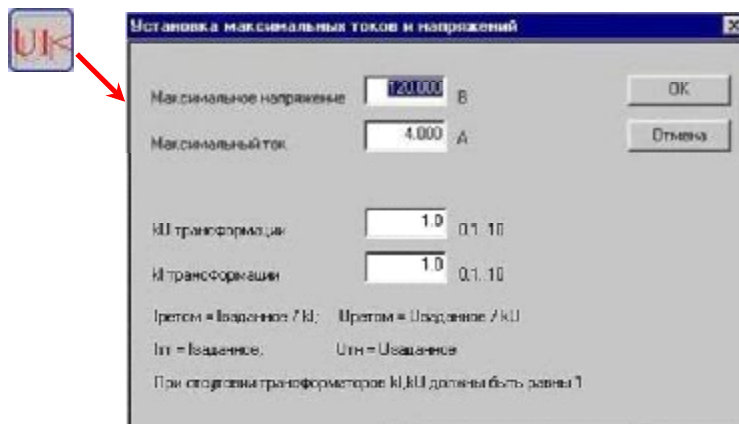 UI<
Установка максимальных токов и напряжений
Максимальное напряжение 120.000 В
OK
Максимальный ток 4.000 А
Отмена
kU трансформации 1.0 0.1..10
kI трансформации 1.0 0.1..10
Iретом = Iзаданное / kI; Uретом = Uзаданное / kU
Iтт = Iзаданное; Uтн = Uзаданное
При отсутсвии трансформаторов kI,kU должны быть равны 1